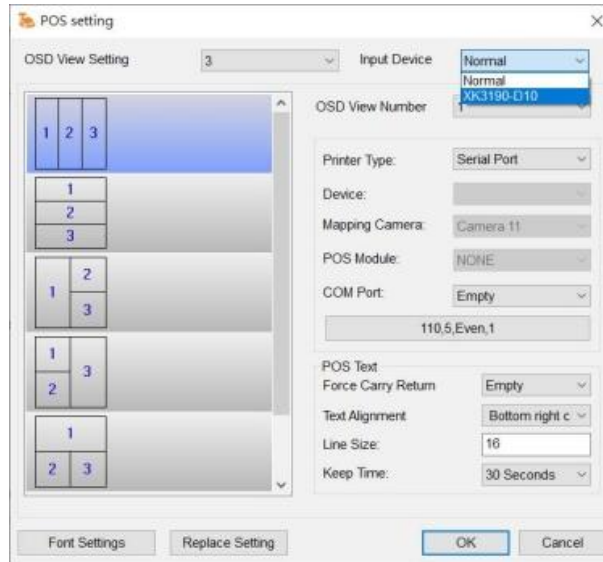 POS setting
OSD View Setting 3 Input Device Normal
Normal
XK3190-D10
OSD View Number 1
1 2 3
1
2
3
1 2
3
1 3
2
1
2 3
Printer Type: Serial Port
Device:
Mapping Camera: Camera 11
POS Module: NONE
COM Port: Empty
110,5,Even,1
POS Text
Force Carry Return Empty
Text Alignment Bottom right c
Line Size: 16
Keep Time: 30 Seconds
Font Settings Replace Setting OK Cancel